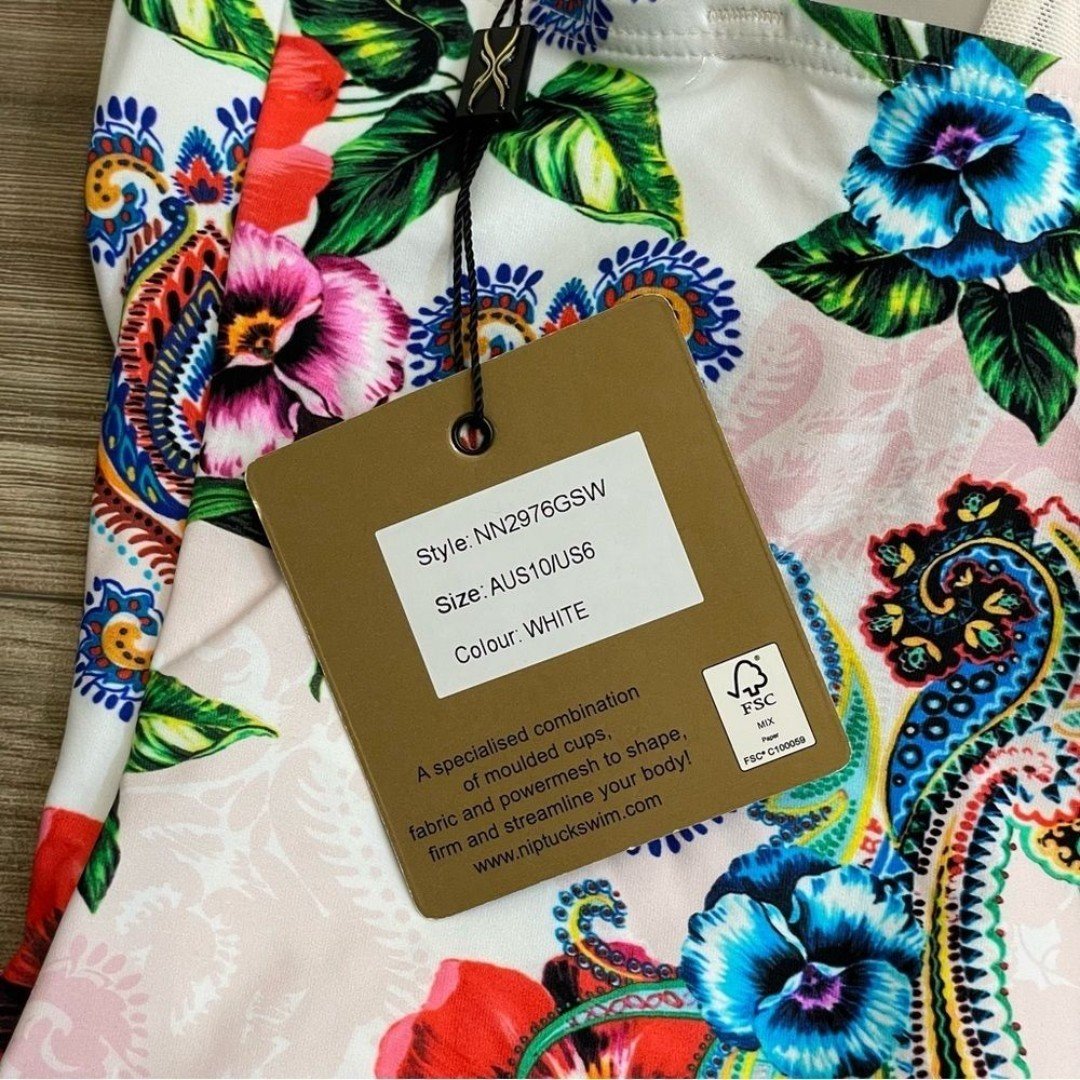 Style: NN2976GSW
Size: AUS10/US6
Colour: WHITE
A specialised combination
of moulded cups,
fabric and powermesh to shape,
firm and streamline your body!
www.niptuckswim.com
FSC
MIX
Paper
FSC® C100059